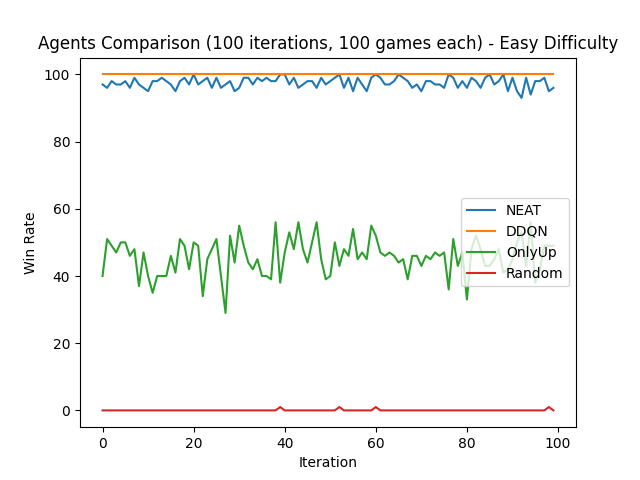 Agents Comparison (100 iterations, 100 games each) - Easy Difficulty
100
80
60
40
20
0
Win Rate
NEAT
DDQN
OnlyUp
Random
0 20 40 60 80 100
Iteration